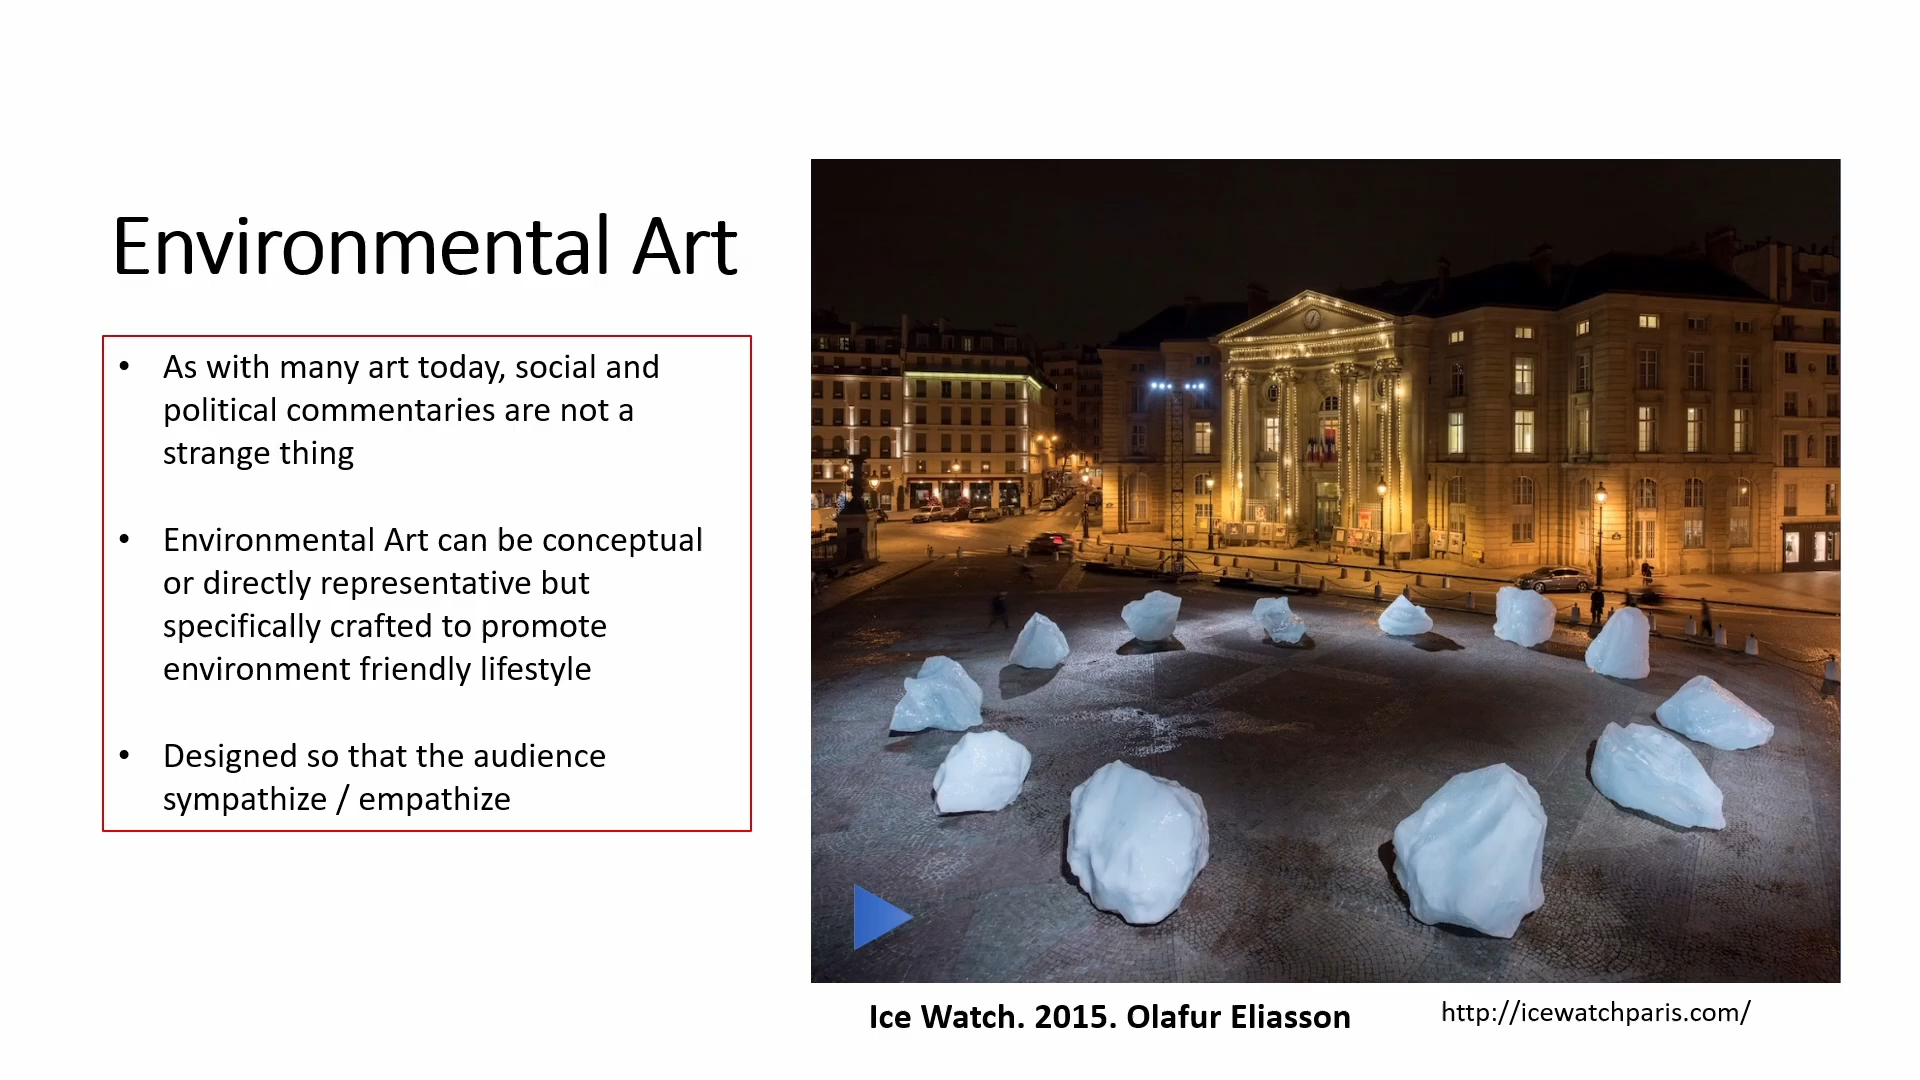 Environmental Art
• As with many art today, social and
political commentaries are not a
strange thing
• Environmental Art can be conceptual
or directly representative but
specifically crafted to promote
environment friendly lifestyle
• Designed so that the audience
sympathize / empathize
Ice Watch. 2015. Olafur Eliasson
http://icewatchparis.com/